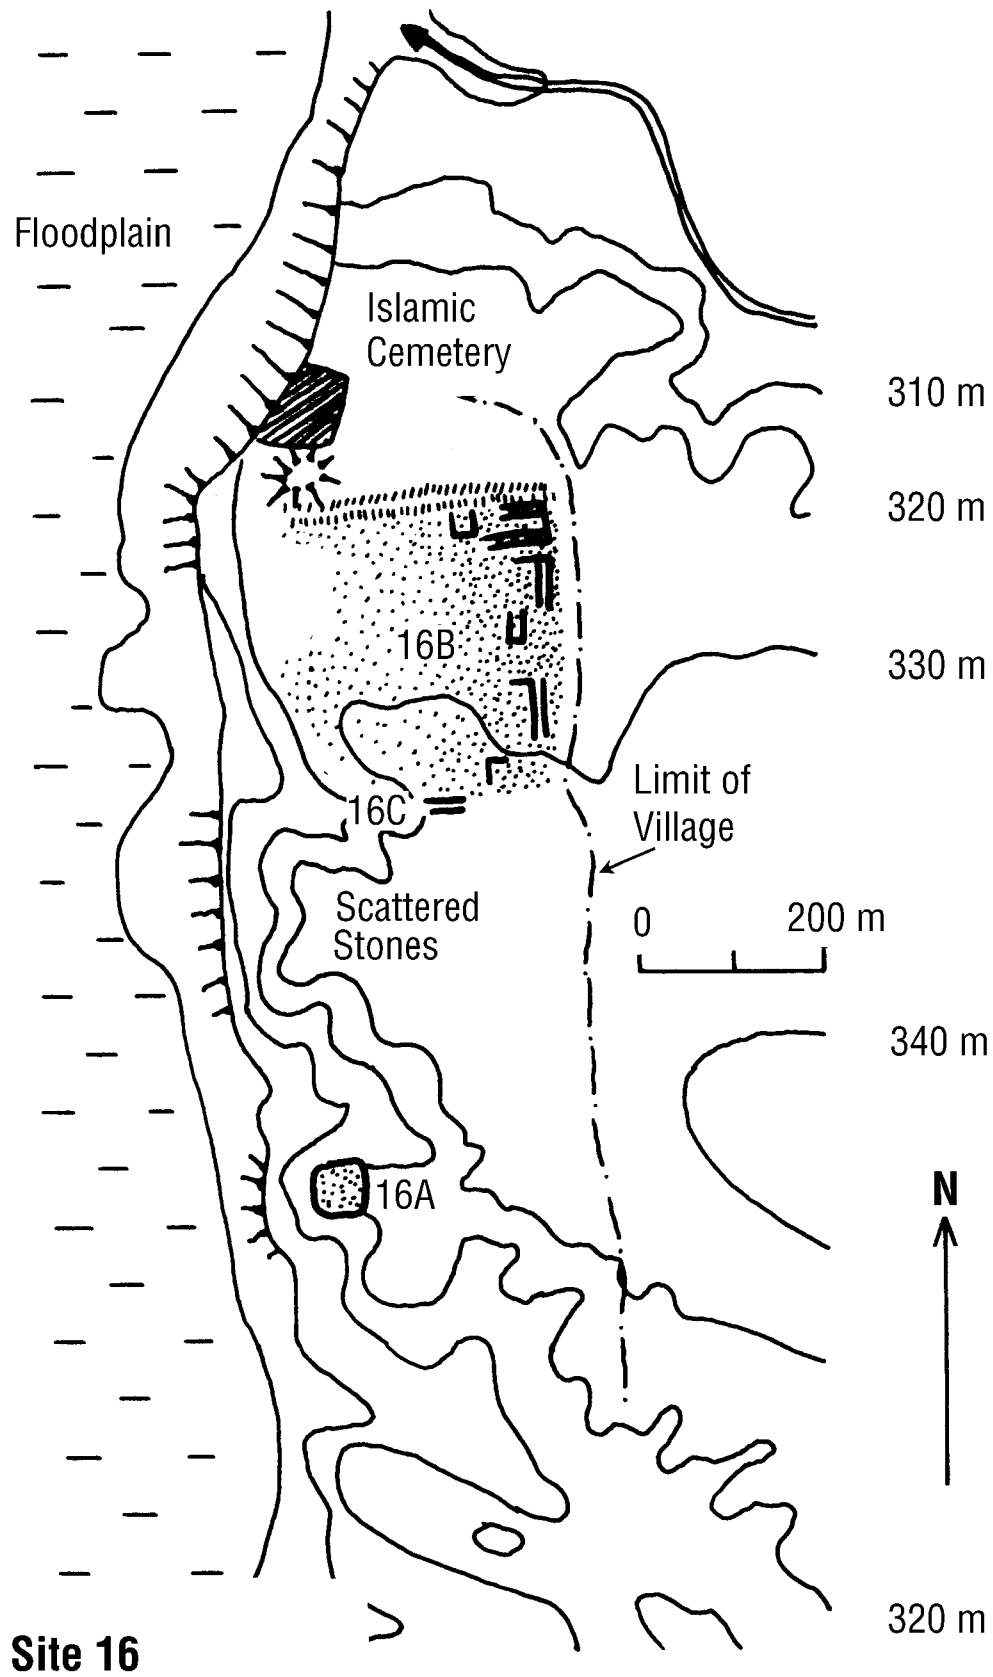 Floodplain
Islamic
Cemetery
310 m
320 m
16B
330 m
Limit of
Village
16C
Scattered
Stones
0 200 m
340 m
16A
N
320 m
Site 16